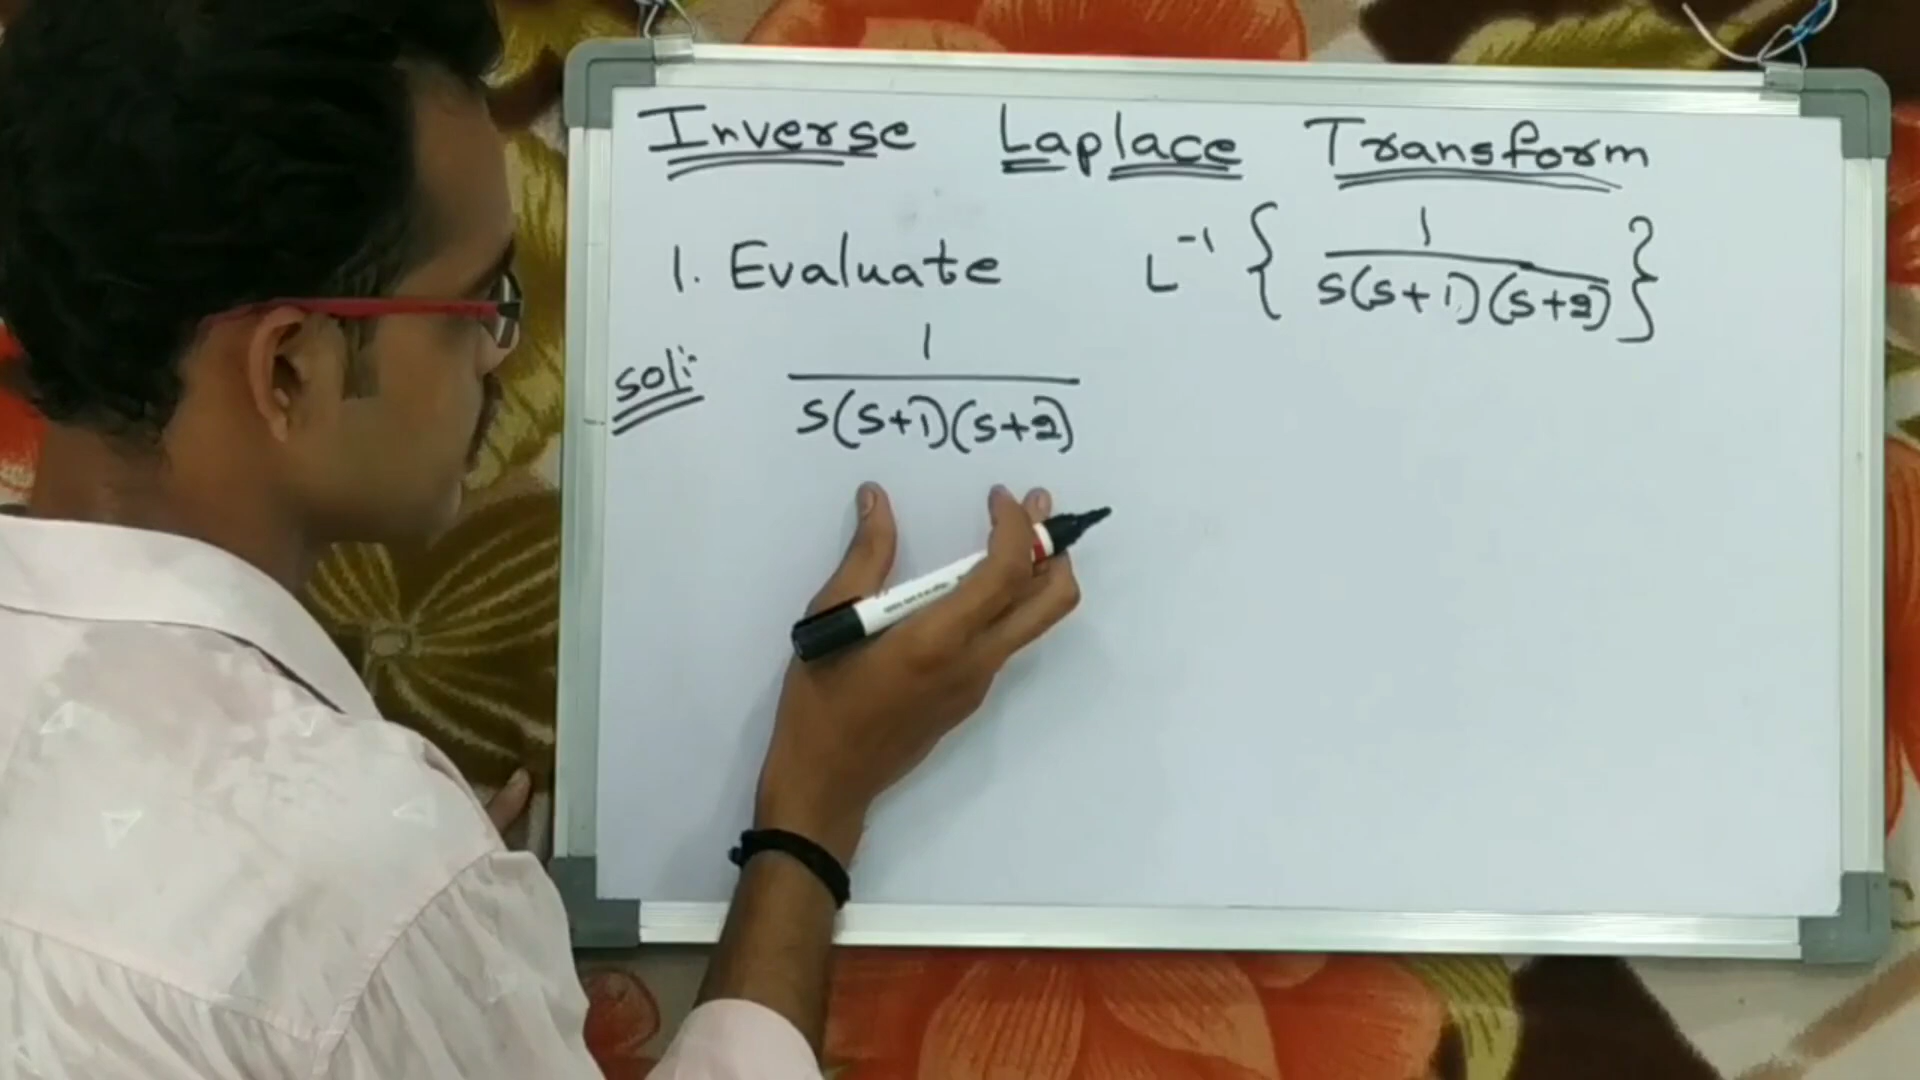 Inverse Laplace Transform
1. Evaluate L⁻¹ { 1 / s(s+1)(s+2) }
sol: 1 / s(s+1)(s+2)